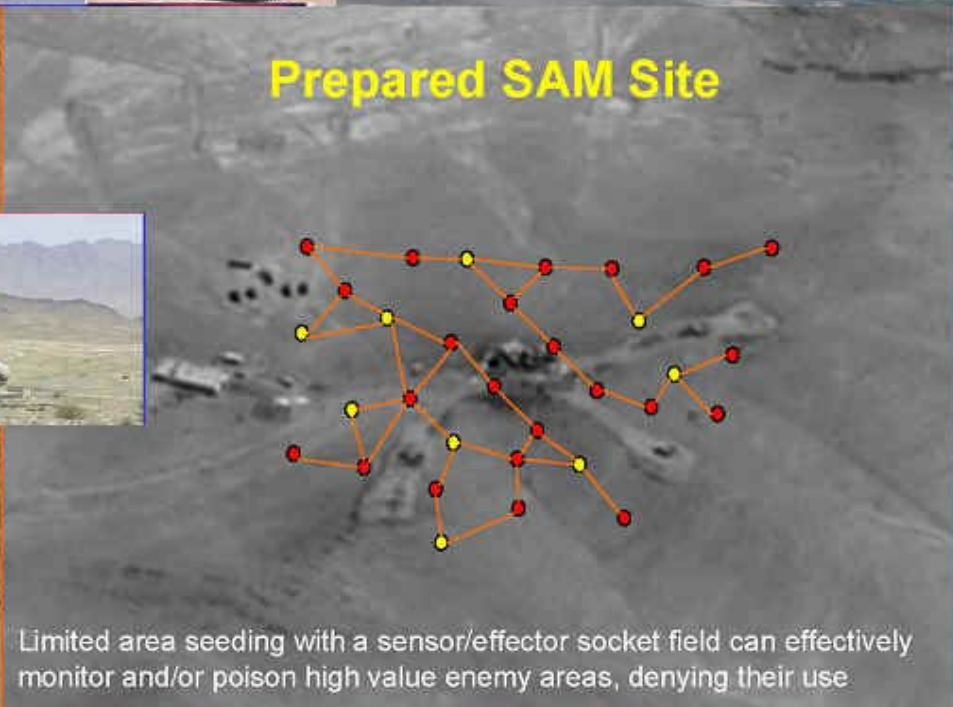 Prepared SAM Site
Limited area seeding with a sensor/effector socket field can effectively
monitor and/or poison high value enemy areas, denying their use